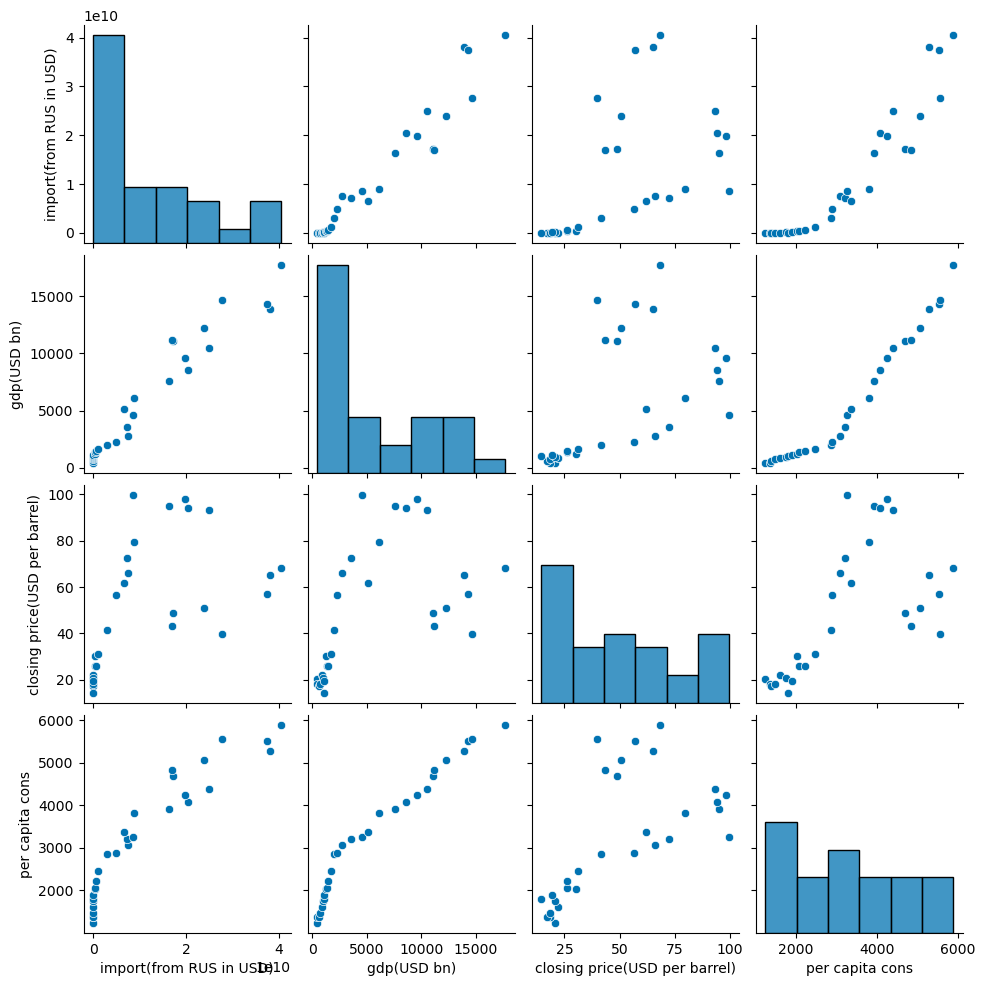 1e10
import(from RUS in USD)
4
3
2
1
0
gdp(USD bn)
15000
10000
5000
0
closing price(USD per barrel)
100
80
60
40
20
per capita cons
6000
5000
4000
3000
2000
0 2 4
0 5000 10000 15000
25 50 75 100
2000 4000 6000
import(from RUS in USD)
1e10
gdp(USD bn)
closing price(USD per barrel)
per capita cons